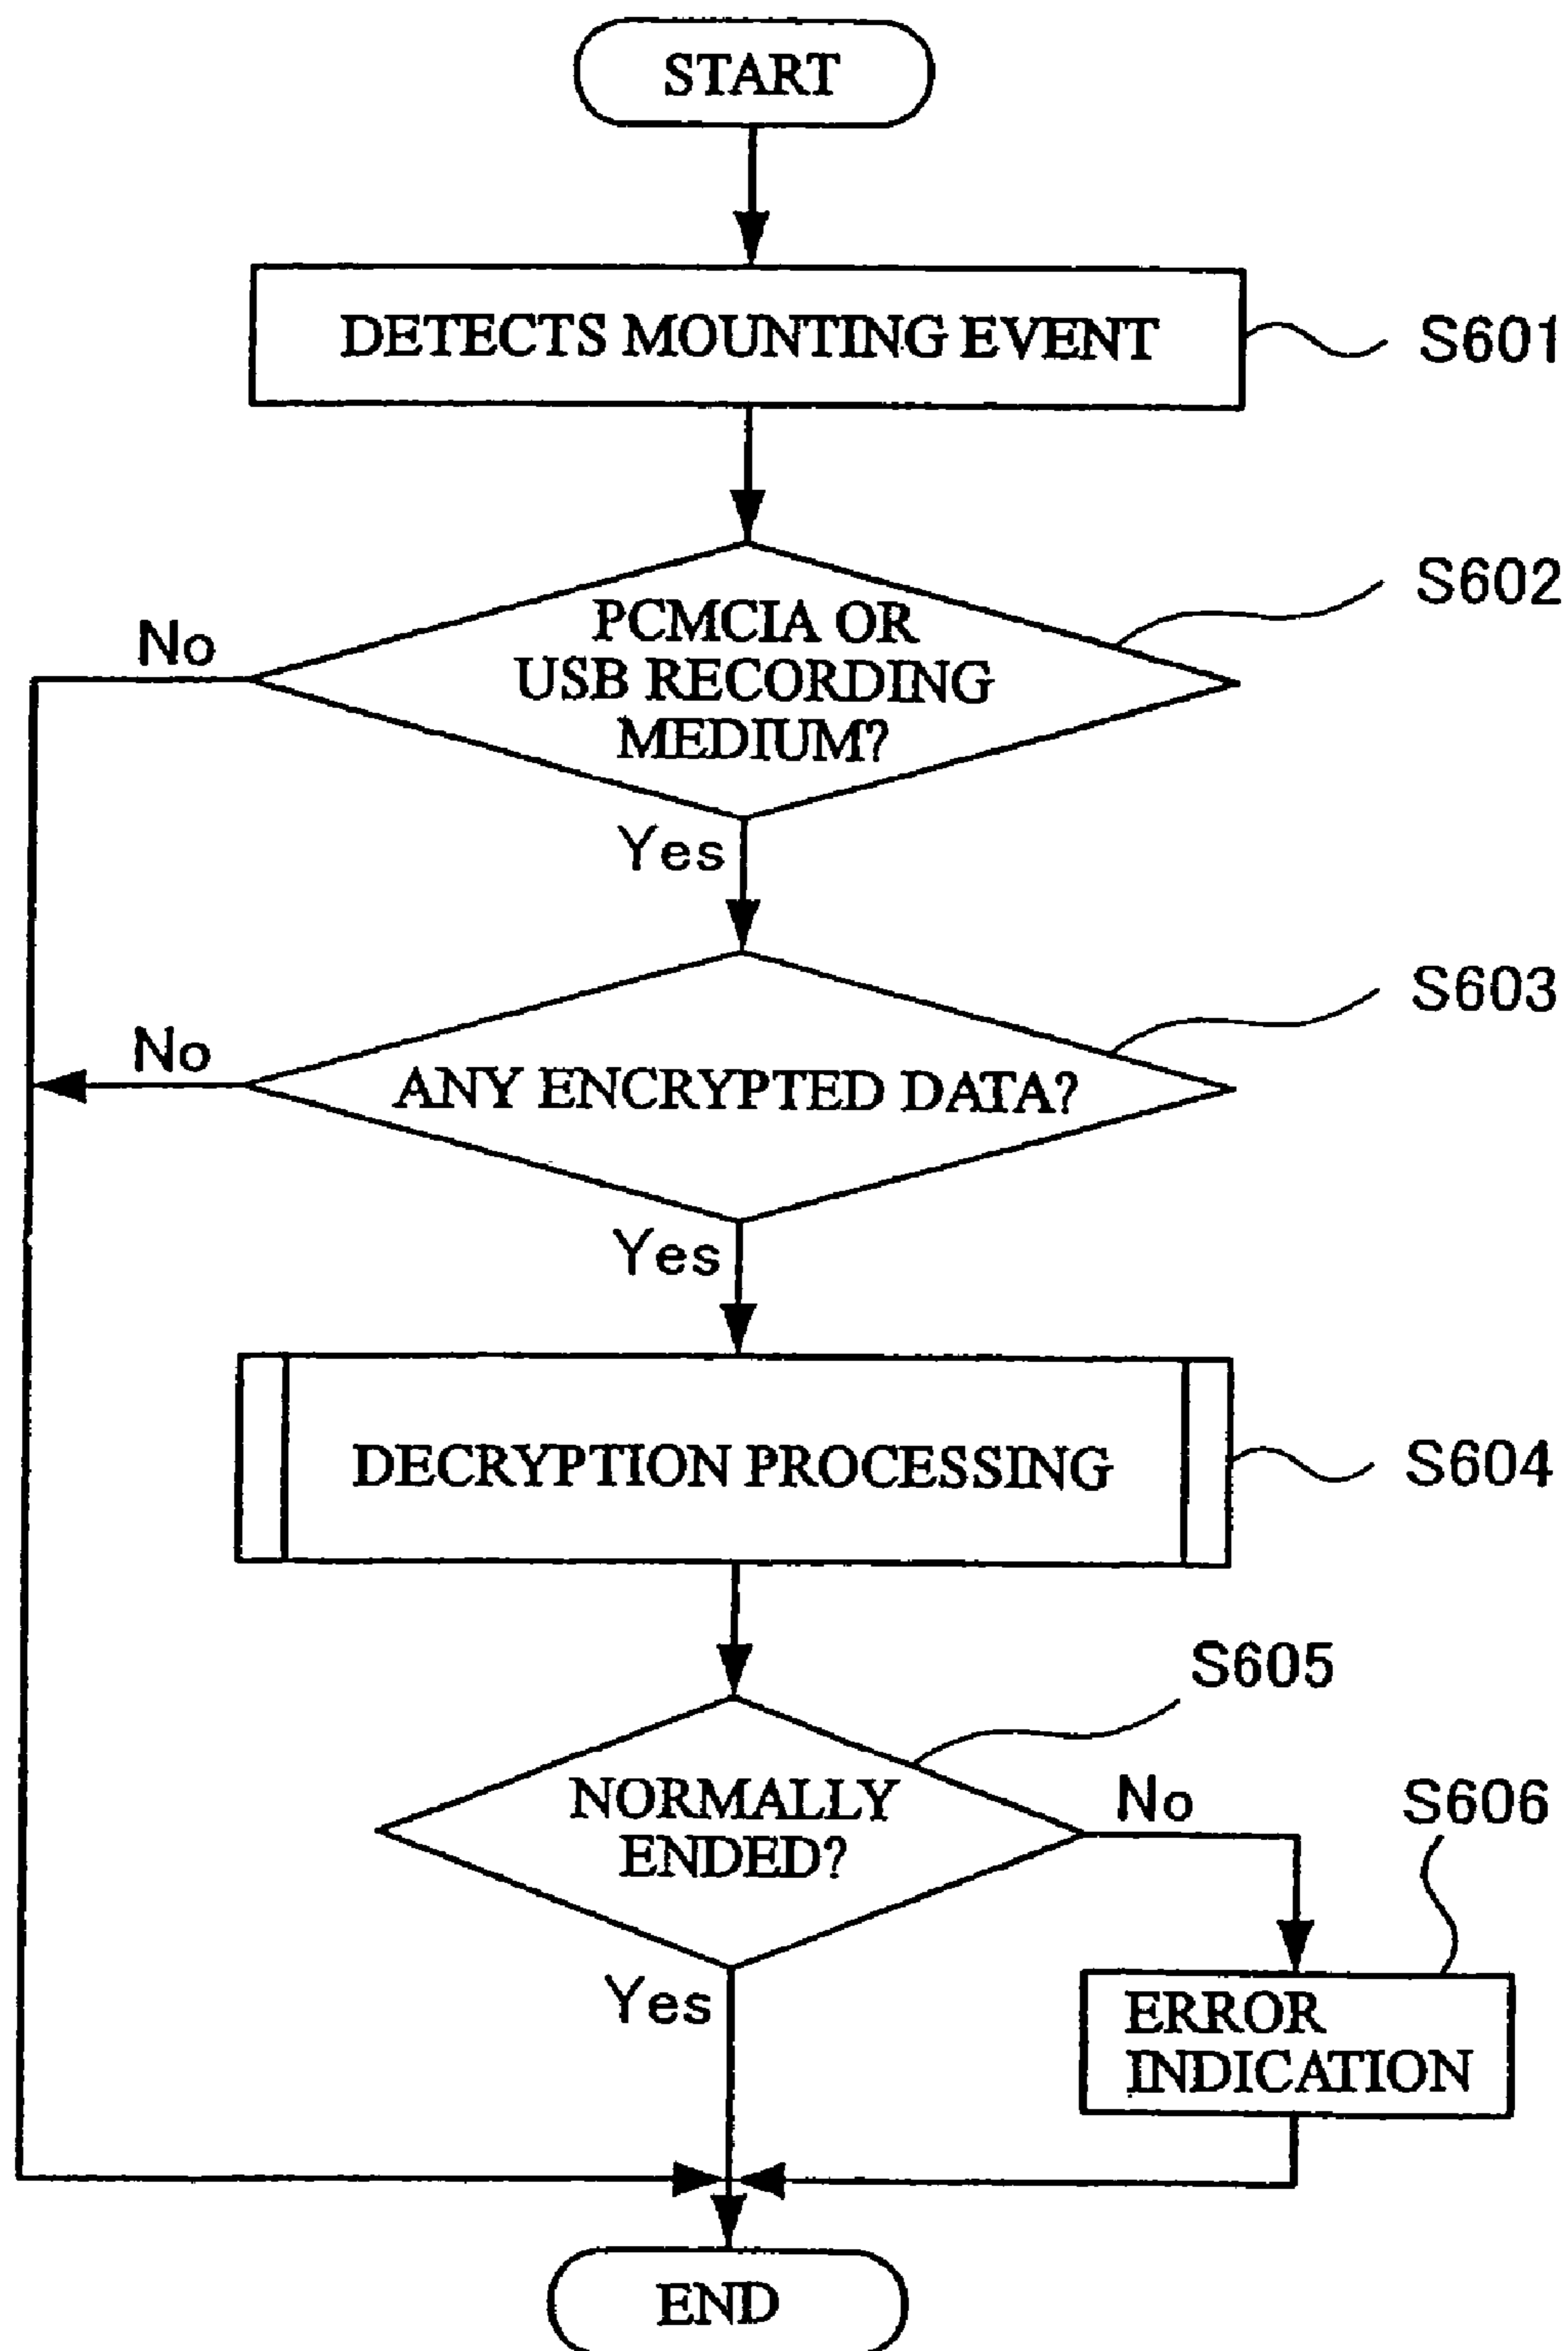 START
DETECTS MOUNTING EVENT
S601
S602
PCMCIA OR
USB RECORDING
MEDIUM?
No
Yes
S603
No
ANY ENCRYPTED DATA?
Yes
DECRYPTION PROCESSING
S604
S605
NORMALLY
ENDED?
No
S606
Yes
ERROR
INDICATION
END